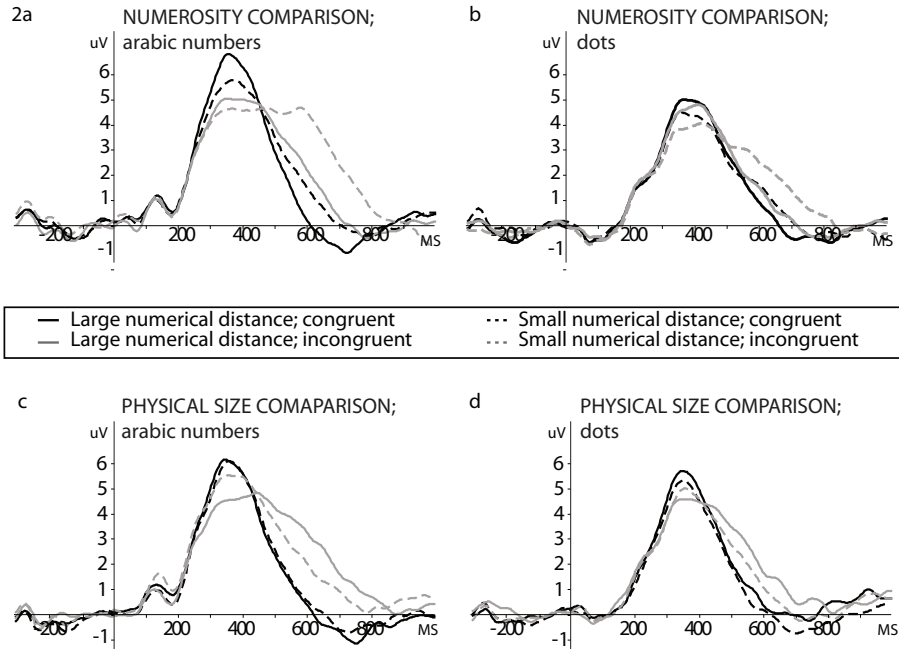 2a NUMEROSITY COMPARISON;
arabic numbers
uV
6
5
4
3
2
1
-1
-200 200 400 600 800 MS
-
b NUMEROSITY COMPARISON;
dots
uV
6
5
4
3
2
1
-1
-200 200 400 600 800 MS
-
Large numerical distance; congruent Small numerical distance; congruent
Large numerical distance; incongruent Small numerical distance; incongruent
c PHYSICAL SIZE COMAPARISON;
arabic numbers
uV
6
5
4
3
2
1
-1
-200 200 400 600 800 MS
d PHYSICAL SIZE COMPARISON;
dots
uV
6
5
4
3
2
1
-1
-200 200 400 600 800 MS